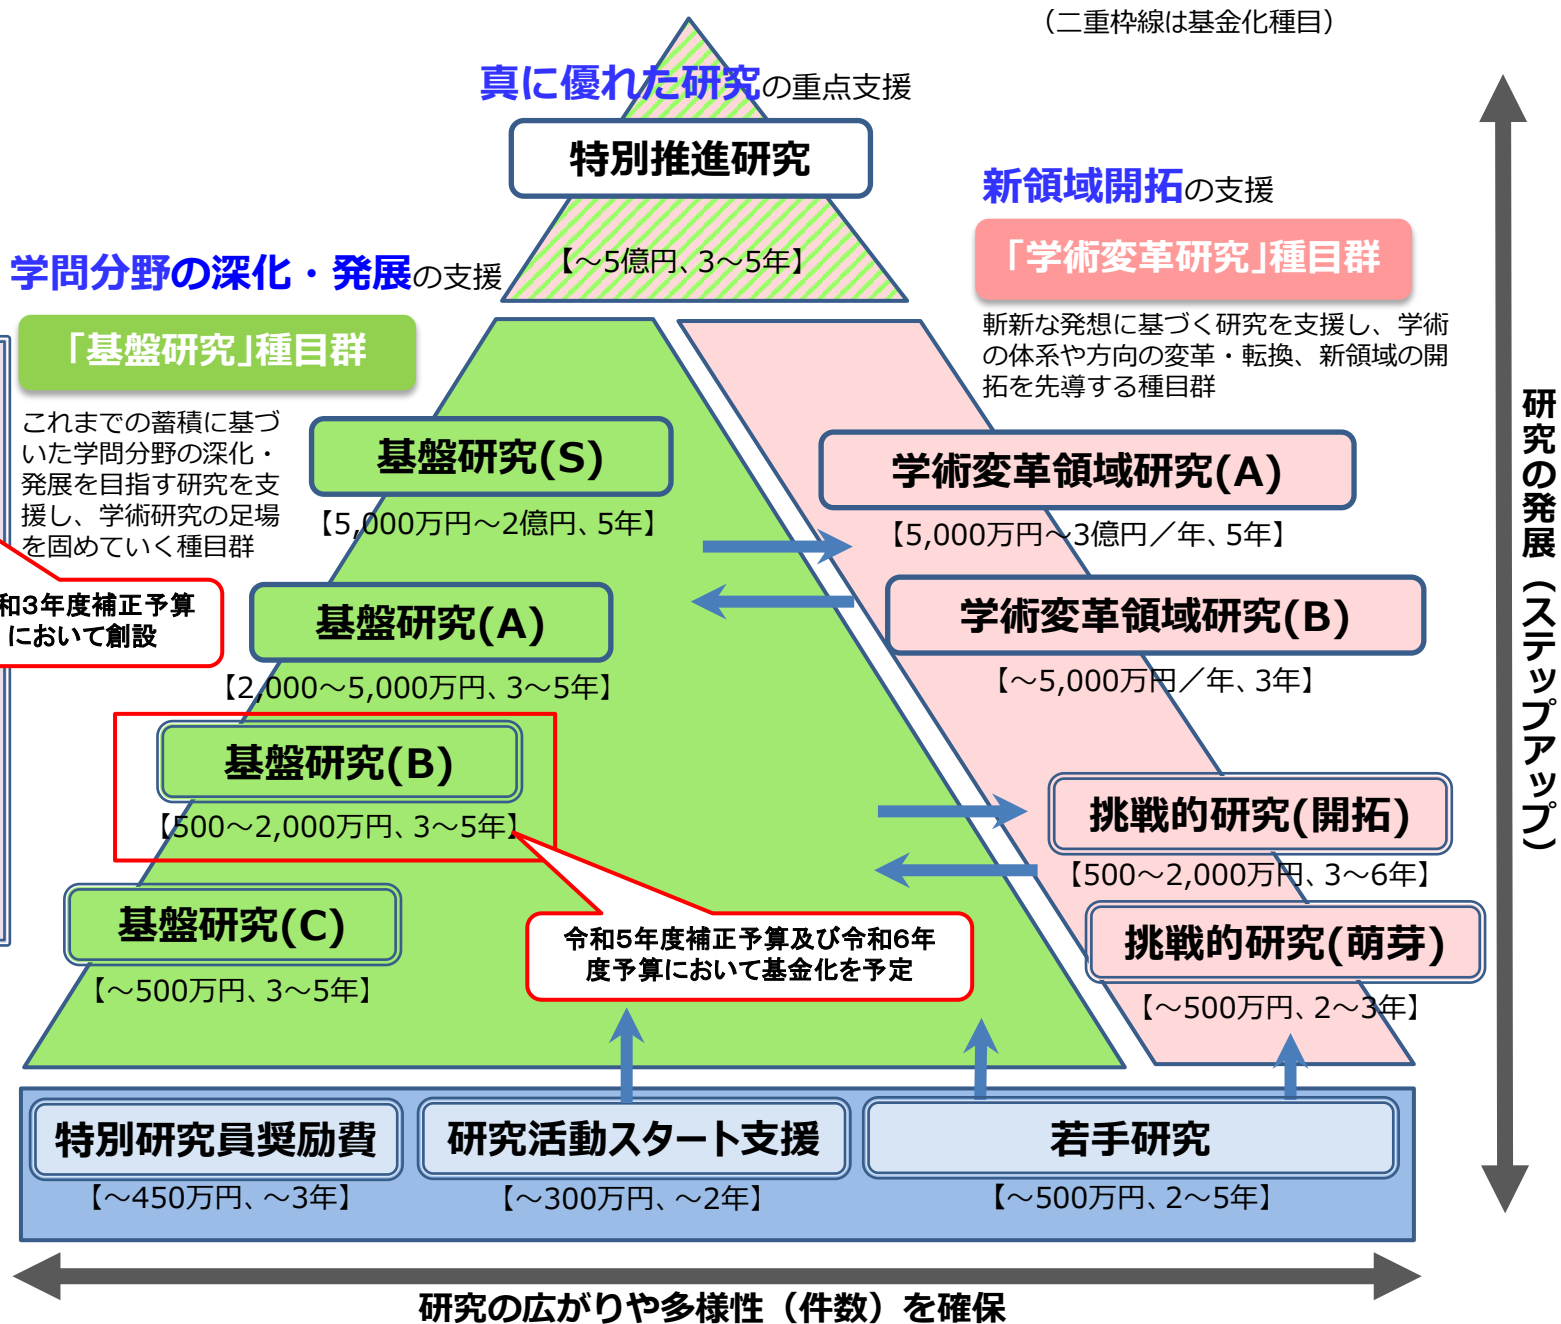 （二重枠線は基金化種目）
真に優れた研究の重点支援
特別推進研究
【～5億円、3～5年】
新領域開拓の支援
「学術変革研究」種目群
斬新な発想に基づく研究を支援し、学術
の体系や方向の変革・転換、新領域の開
拓を先導する種目群
学問分野の深化・発展の支援
「基盤研究」種目群
これまでの蓄積に基づ
いた学問分野の深化・
発展を目指す研究を支
援し、学術研究の足場
を固めていく種目群
和3年度補正予算
において創設
基盤研究(S)
【5,000万円～2億円、5年】
学術変革領域研究(A)
【5,000万円～3億円／年、5年】
基盤研究(A)
【2,000～5,000万円、3～5年】
学術変革領域研究(B)
【～5,000万円／年、3年】
基盤研究(B)
【500～2,000万円、3～5年】
挑戦的研究(開拓)
【500～2,000万円、3～6年】
基盤研究(C)
【～500万円、3～5年】
令和5年度補正予算及び令和6年
度予算において基金化を予定
挑戦的研究(萌芽)
【～500万円、2～3年】
特別研究員奨励費
【～450万円、～3年】
研究活動スタート支援
【～300万円、～2年】
若手研究
【～500万円、2～5年】
研究の発展（ステップアップ）
研究の広がりや多様性（件数）を確保